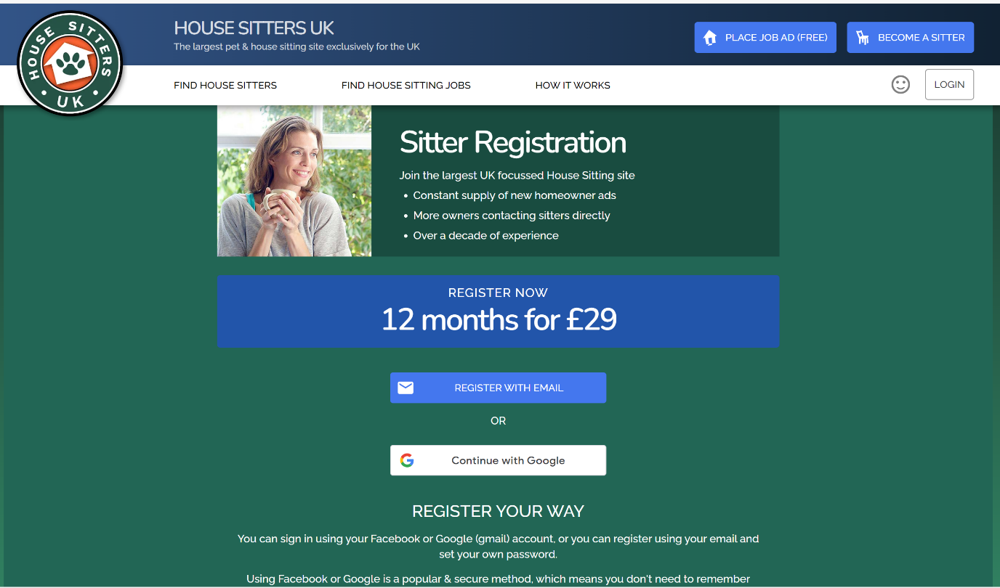 HOUSE SITTERS
UK
HOUSE SITTERS UK
The largest pet & house sitting site exclusively for the UK
PLACE JOB AD (FREE)
BECOME A SITTER
FIND HOUSE SITTERS
FIND HOUSE SITTING JOBS
HOW IT WORKS
LOGIN
Sitter Registration
Join the largest UK focussed House Sitting site
• Constant supply of new homeowner ads
• More owners contacting sitters directly
• Over a decade of experience
REGISTER NOW
12 months for £29
REGISTER WITH EMAIL
OR
Continue with Google
REGISTER YOUR WAY
You can sign in using your Facebook or Google (gmail) account, or you can register using your email and
set your own password.
Using Facebook or Google is a popular & secure method, which means you don't need to remember